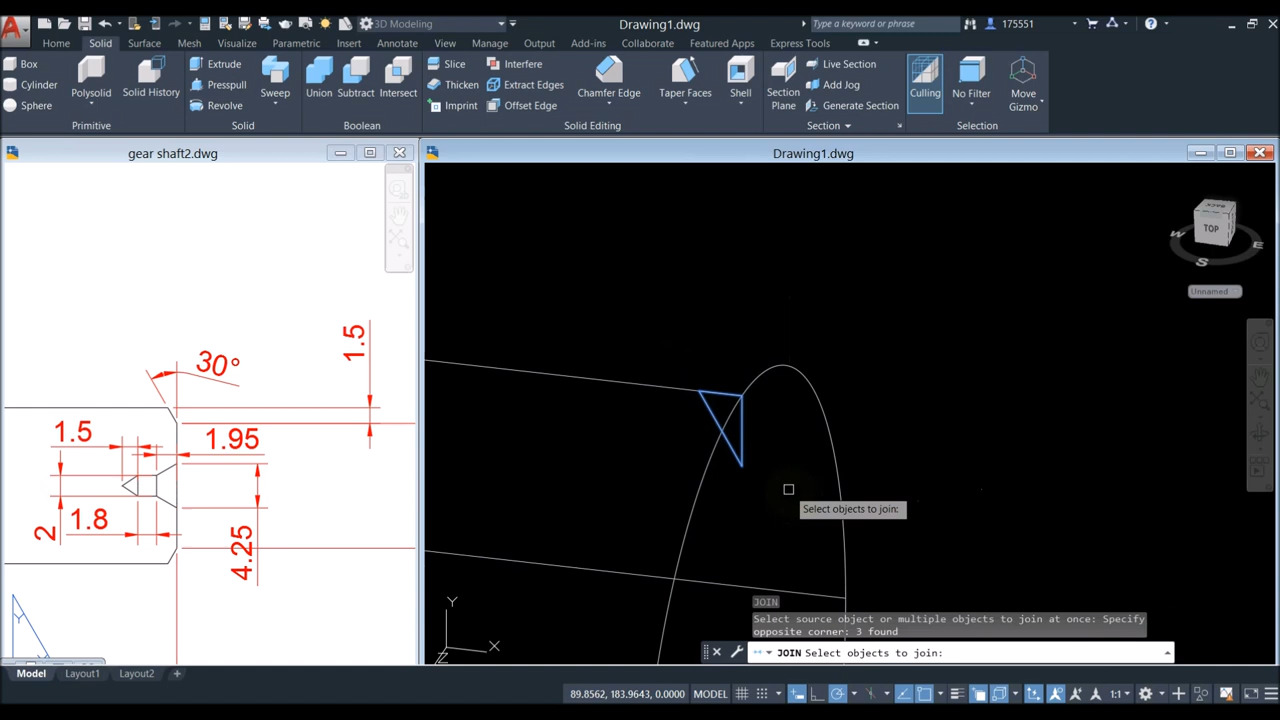 3D Modeling
Drawing1.dwg
Type a keyword or phrase
175551
Home Solid Surface Mesh Visualize Parametric Insert Annotate View Manage Output Add-ins Collaborate Featured Apps Express Tools
Box
Cylinder
Sphere
Polysolid
Solid History
Extrude
Presspull
Revolve
Sweep
Union
Subtract
Intersect
Slice
Thicken
Imprint
Interfere
Extract Edges
Offset Edge
Chamfer Edge
Taper Faces
Shell
Section
Plane
Live Section
Add Jog
Generate Section
Culling
No Filter
Move
Gizmo
Primitive
Solid
Boolean
Solid Editing
Section
Selection
gear shaft2.dwg
Drawing1.dwg
TOP
BACK
W
E
S
Unnamed
30°
1.5
1.5
1.95
1.8
2
4.25
Y
Select objects to join:
Y
X
Z
JOIN
Select source object or multiple objects to join at once: Specify
opposite corner: 3 found
JOIN Select objects to join:
Model Layout1 Layout2 +
89.8562, 183.9643, 0.0000 MODEL 1:1